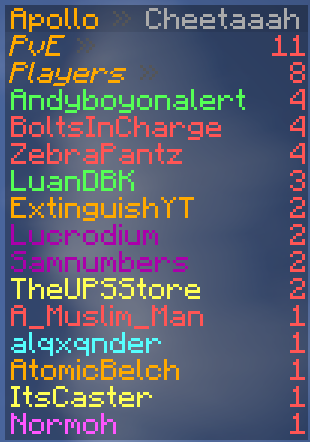 Apollo » Cheetaaah
PvE » 11
Players » 8
Andyboyonalert 4
BoltsInCharge 4
ZebraPantz 4
LuanDBK 3
ExtinguishYT 2
Lucrodium 2
Samnumbers 2
TheUPSStore 2
A_Muslim_Man 1
alqxqnder 1
AtomicBelch 1
ItsCaster 1
Normoh 1